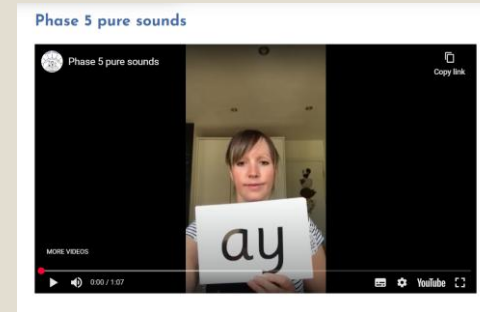 Phase 5 pure sounds
Phase 5 pure sounds
Copy link
ay
MORE VIDEOS
0:00 / 1:07
YouTube